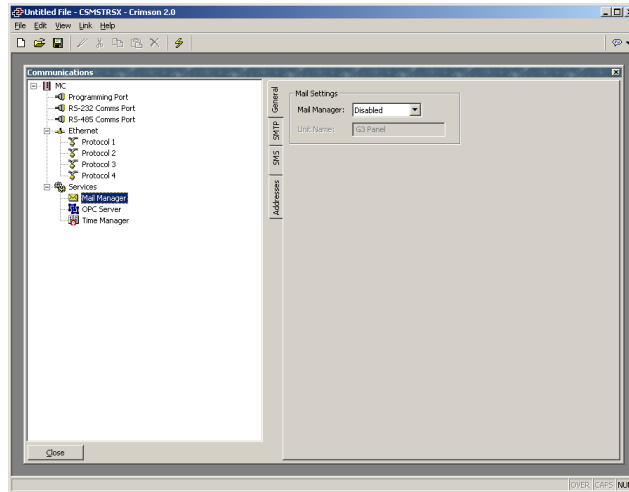 Untitled File - CSMSTRSX - Crimson 2.0
File Edit View Link Help
Communications
MC
Programming Port
RS-232 Comms Port
RS-485 Comms Port
Ethernet
Protocol 1
Protocol 2
Protocol 3
Protocol 4
Services
Mail Manager
OPC Server
Time Manager
General
SMTP
SMS
Addresses
Mail Settings
Mail Manager: Disabled
Unit Name: G3 Panel
Close
OVER CAPS NU